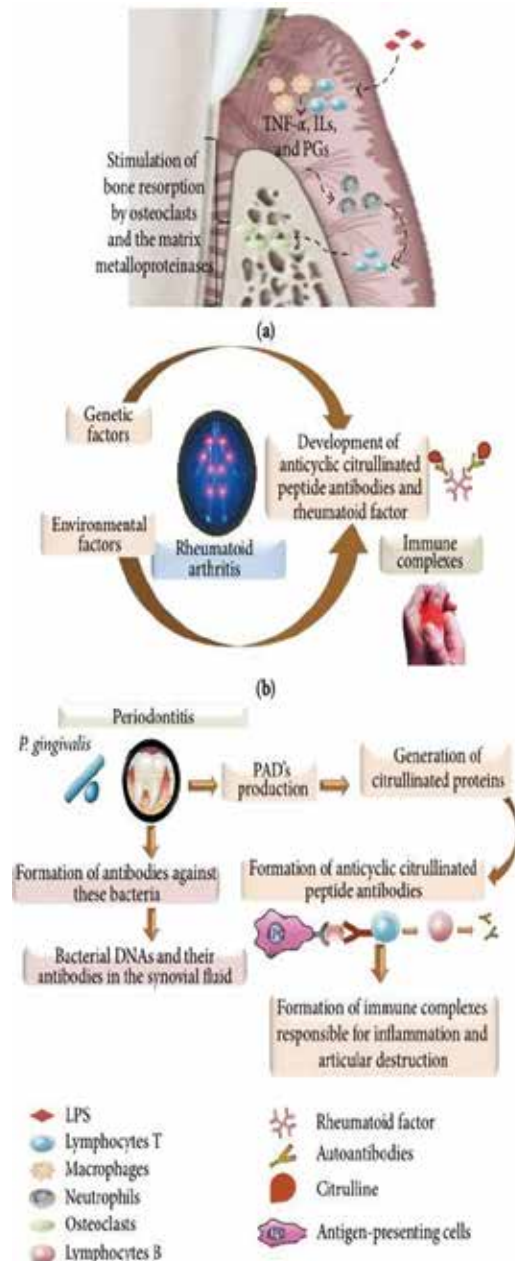 TNF-α, ILs,
and PGs
Stimulation of
bone resorption
by osteoclasts
and the matrix
metalloproteinases
(a)
Genetic
factors
Development of
anticyclic citrullinated
peptide antibodies and
rheumatoid factor
Environmental
factors
Rheumatoid
arthritis
Immune
complexes
(b)
Periodontitis
P. gingivalis
PAD's
production
Generation of
citrullinated proteins
Formation of antibodies against
these bacteria
Formation of anticyclic citrullinated
peptide antibodies
Bacterial DNAs and their
antibodies in the synovial fluid
Formation of immune complexes
responsible for inflammation and
articular destruction
LPS
Lymphocytes T
Macrophages
Neutrophils
Osteoclasts
Lymphocytes B
Rheumatoid factor
Autoantibodies
Citrulline
Antigen-presenting cells